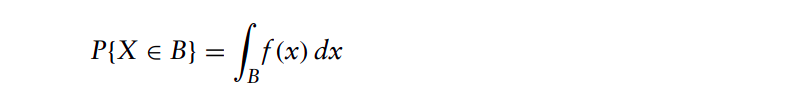 P{X ∈ B} = ∫_B f(x) dx